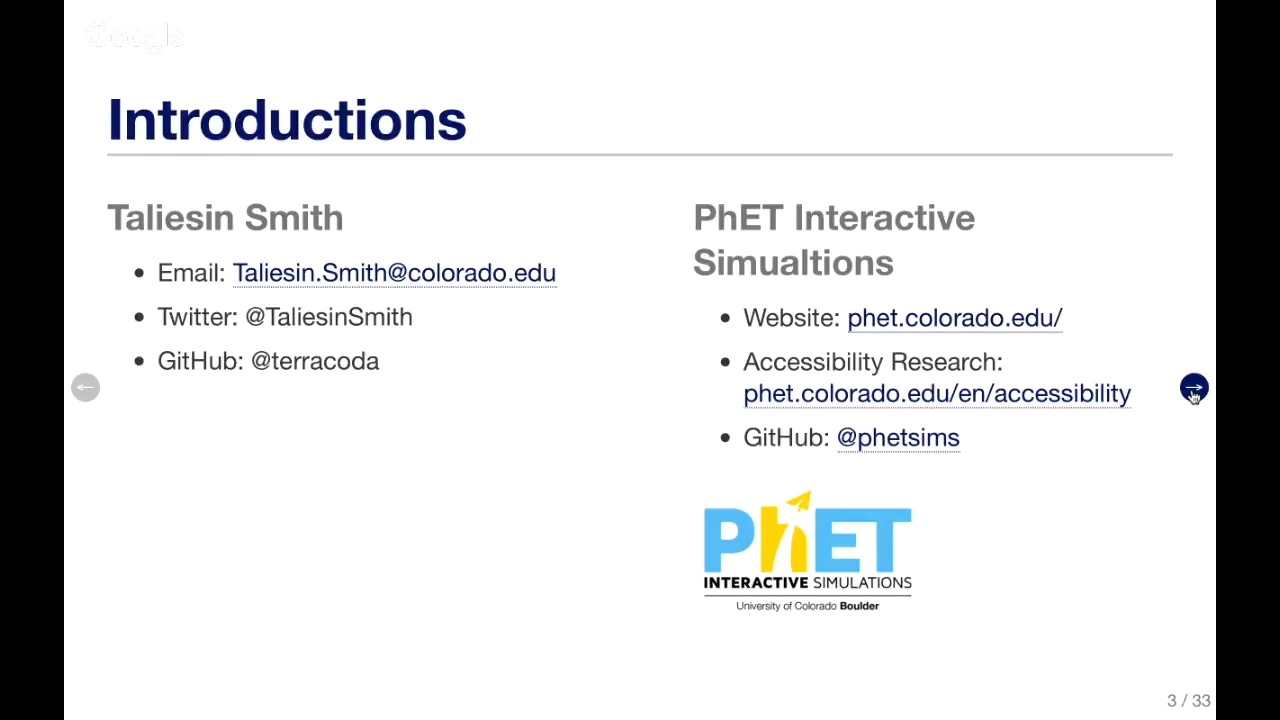 Google
Introductions
Taliesin Smith
• Email: Taliesin.Smith@colorado.edu
• Twitter: @TaliesinSmith
• GitHub: @terracoda
PhET Interactive
Simualtions
• Website: phet.colorado.edu/
• Accessibility Research:
phet.colorado.edu/en/accessibility
• GitHub: @phetsims
PhET
INTERACTIVE SIMULATIONS
University of Colorado Boulder
3 / 33